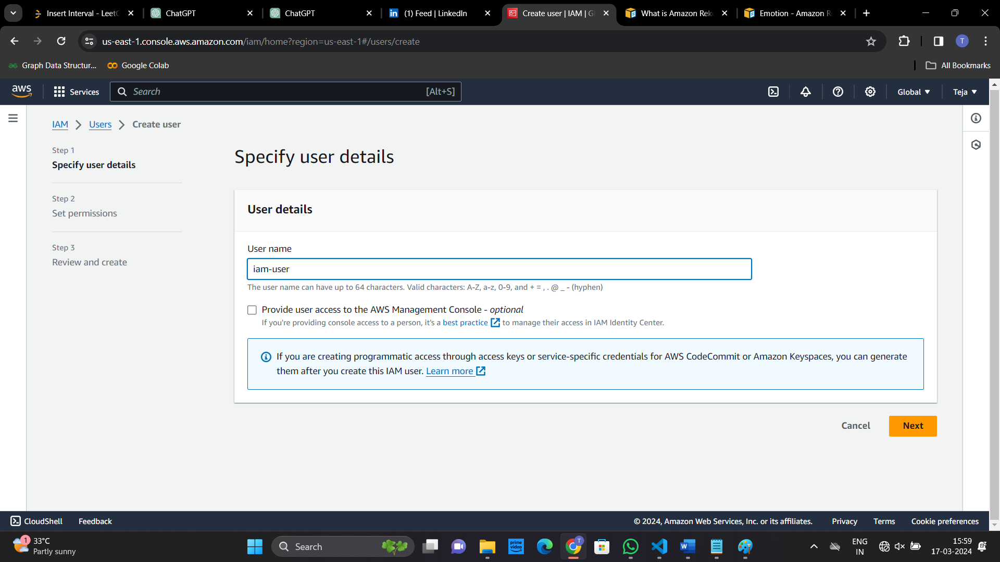 Insert Interval - LeetC
ChatGPT
ChatGPT
(1) Feed | LinkedIn
Create user | IAM | Gl
What is Amazon Rek
Emotion - Amazon R
us-east-1.console.aws.amazon.com/iam/home?region=us-east-1#/users/create
T
Graph Data Structur...
Google Colab
All Bookmarks
aws
Services
Search
[Alt+S]
Global
Teja
IAM
Users
Create user
Step 1
Specify user details
Step 2
Set permissions
Step 3
Review and create
Specify user details
User details
User name
iam-user
The user name can have up to 64 characters. Valid characters: A-Z, a-z, 0-9, and + = , . @ _ - (hyphen)
Provide user access to the AWS Management Console - optional
If you're providing console access to a person, it's a best practice to manage their access in IAM Identity Center.
If you are creating programmatic access through access keys or service-specific credentials for AWS CodeCommit or Amazon Keyspaces, you can generate
them after you create this IAM user. Learn more
Cancel
Next
CloudShell
Feedback
© 2024, Amazon Web Services, Inc. or its affiliates.
Privacy
Terms
Cookie preferences
1
33°C
Partly sunny
Search
prime video
T
ENG
IN
15:59
17-03-2024